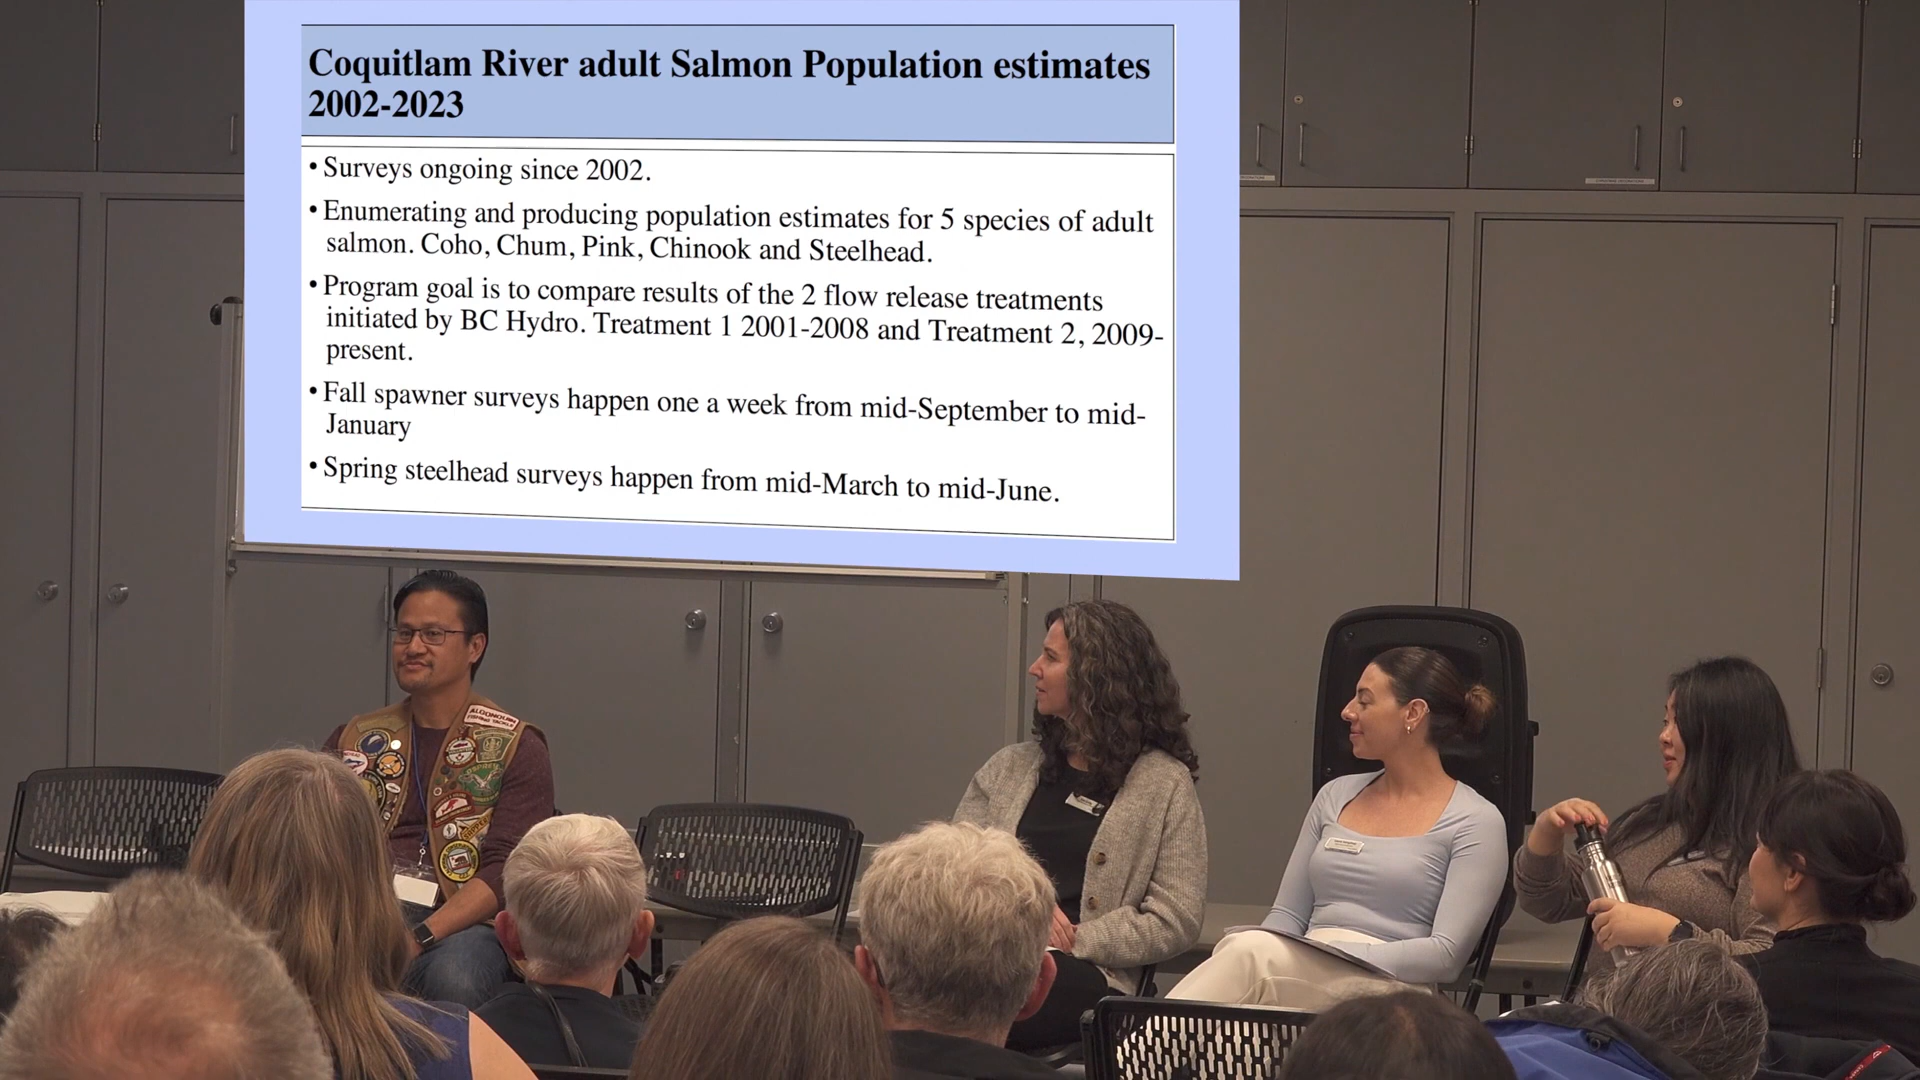 Coquitlam River adult Salmon Population estimates
2002-2023
• Surveys ongoing since 2002.
• Enumerating and producing population estimates for 5 species of adult
salmon. Coho, Chum, Pink, Chinook and Steelhead.
• Program goal is to compare results of the 2 flow release treatments
initiated by BC Hydro. Treatment 1 2001-2008 and Treatment 2, 2009-
present.
• Fall spawner surveys happen one a week from mid-September to mid-
January
• Spring steelhead surveys happen from mid-March to mid-June.
ALGONQUIN
FISHING TACKLE